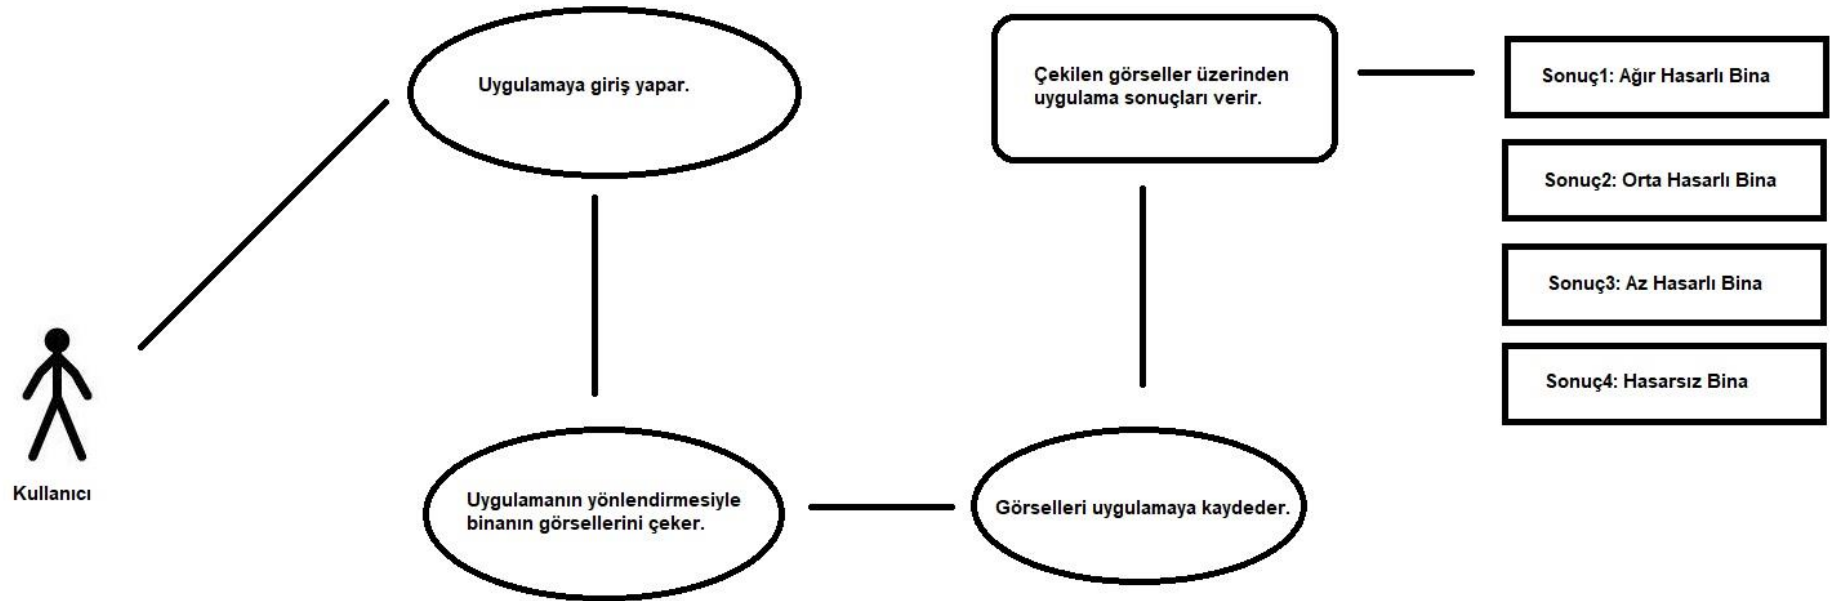 Uygulamaya giriş yapar.
Çekilen görseller üzerinden
uygulama sonuçları verir.
Sonuç1: Ağır Hasarlı Bina
Sonuç2: Orta Hasarlı Bina
Sonuç3: Az Hasarlı Bina
Sonuç4: Hasarsız Bina
Kullanıcı
Uygulamanın yönlendirmesiyle
binanın görsellerini çeker.
Görselleri uygulamaya kaydeder.